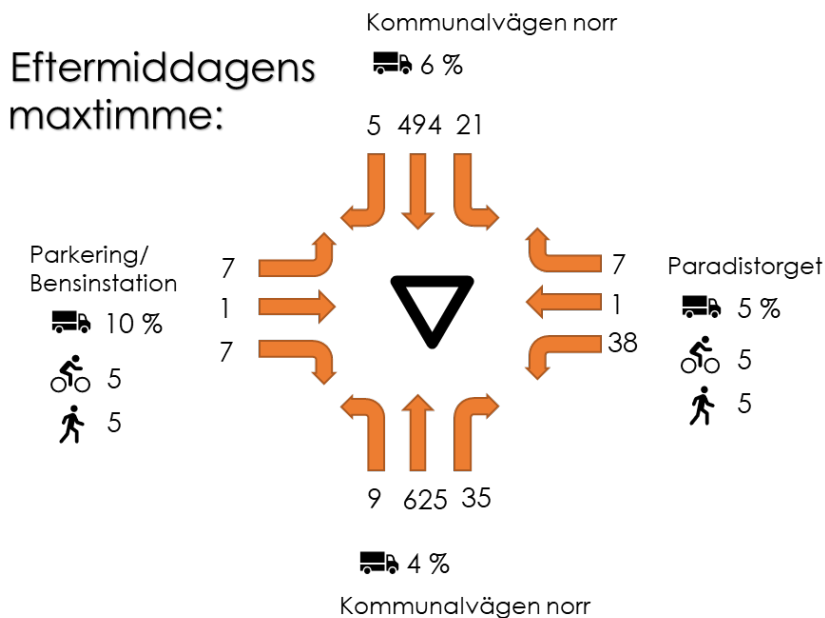 Kommunalvägen norr
Eftermiddagens
maxtimme:
6 %
5 494 21
Parkering/
Bensinstation
10 %
5
5
7
1
7
7
1
38
Paradistorget
5 %
5
5
9 625 35
4 %
Kommunalvägen norr